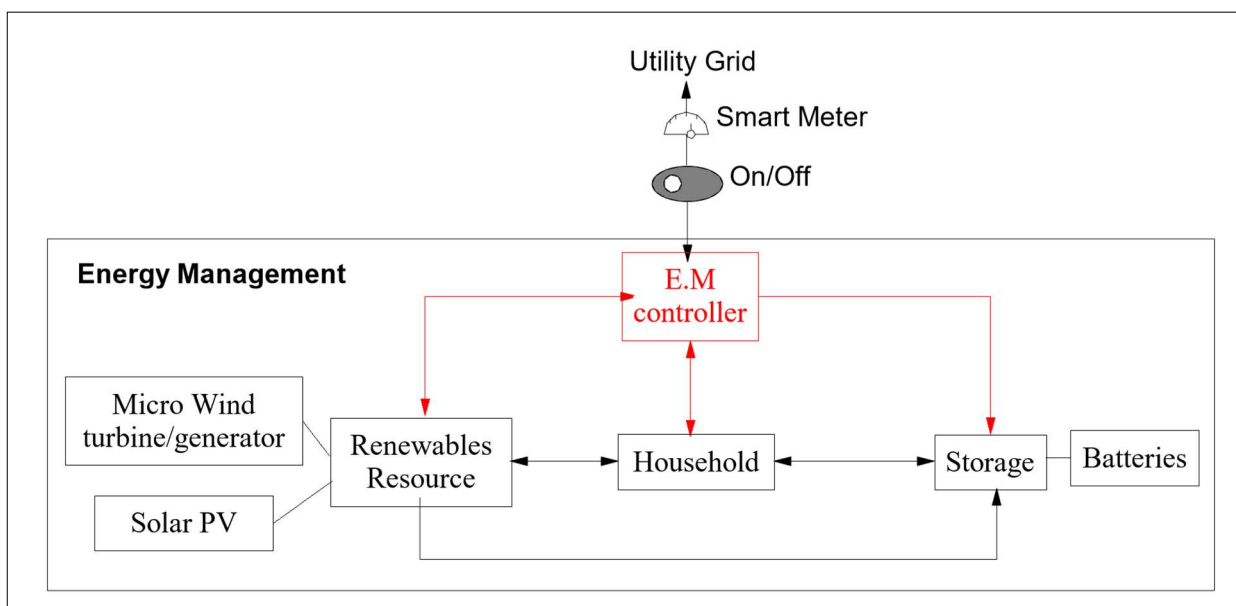 Utility Grid
Smart Meter
On/Off
Energy Management
E.M
controller
Micro Wind
turbine/generator
Renewables
Resource
Household
Storage
Batteries
Solar PV